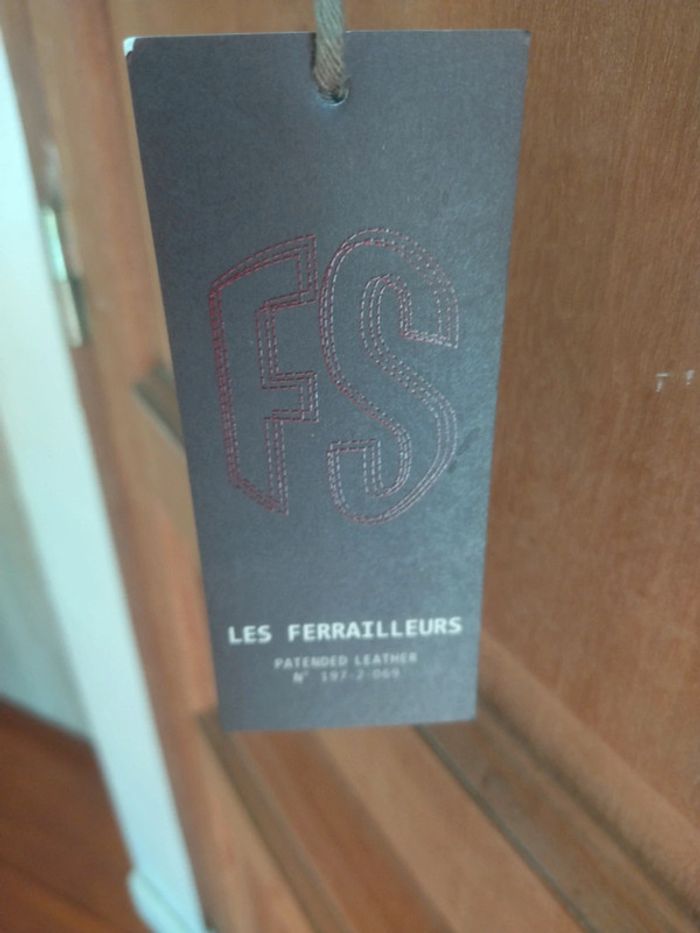 FS
LES FERRAILLEURS
PATENDED LEATHER
N° 197-2-069